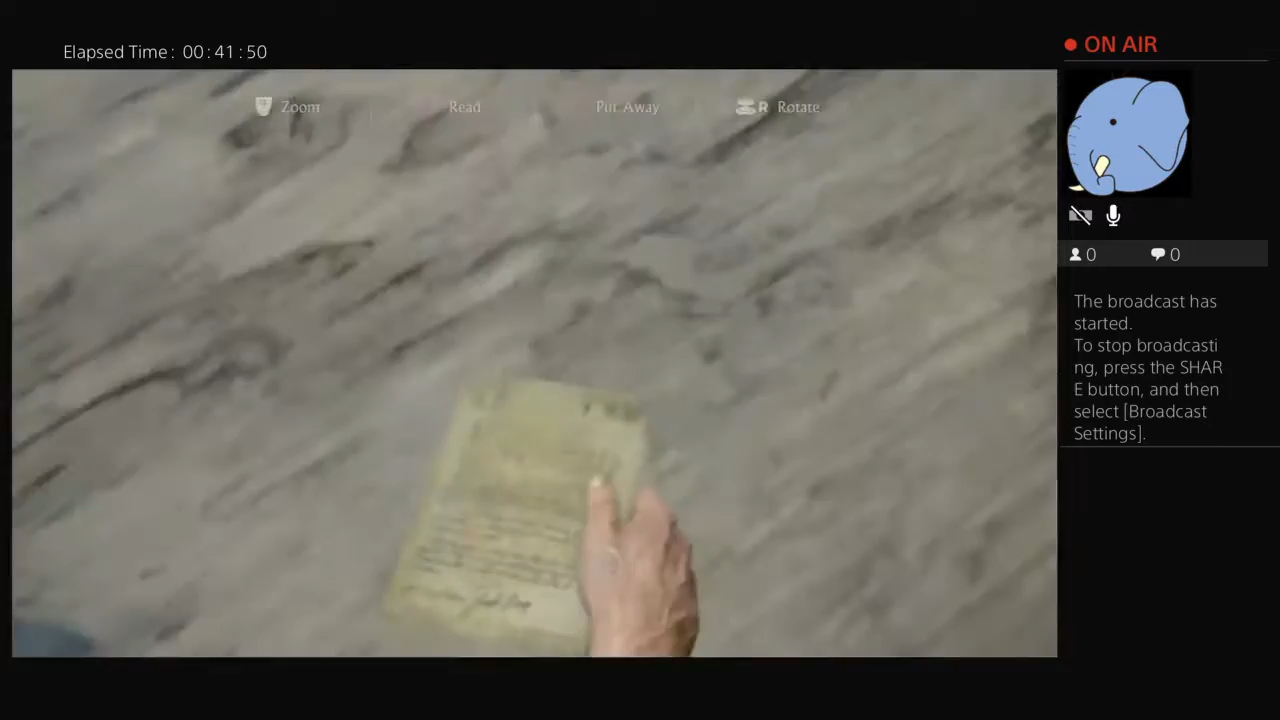 Elapsed Time: 00:41:50
ON AIR
Zoom
Read
Put Away
R Rotate
0
0
The broadcast has
started.
To stop broadcasti
ng, press the SHAR
E button, and then
select [Broadcast
Settings].